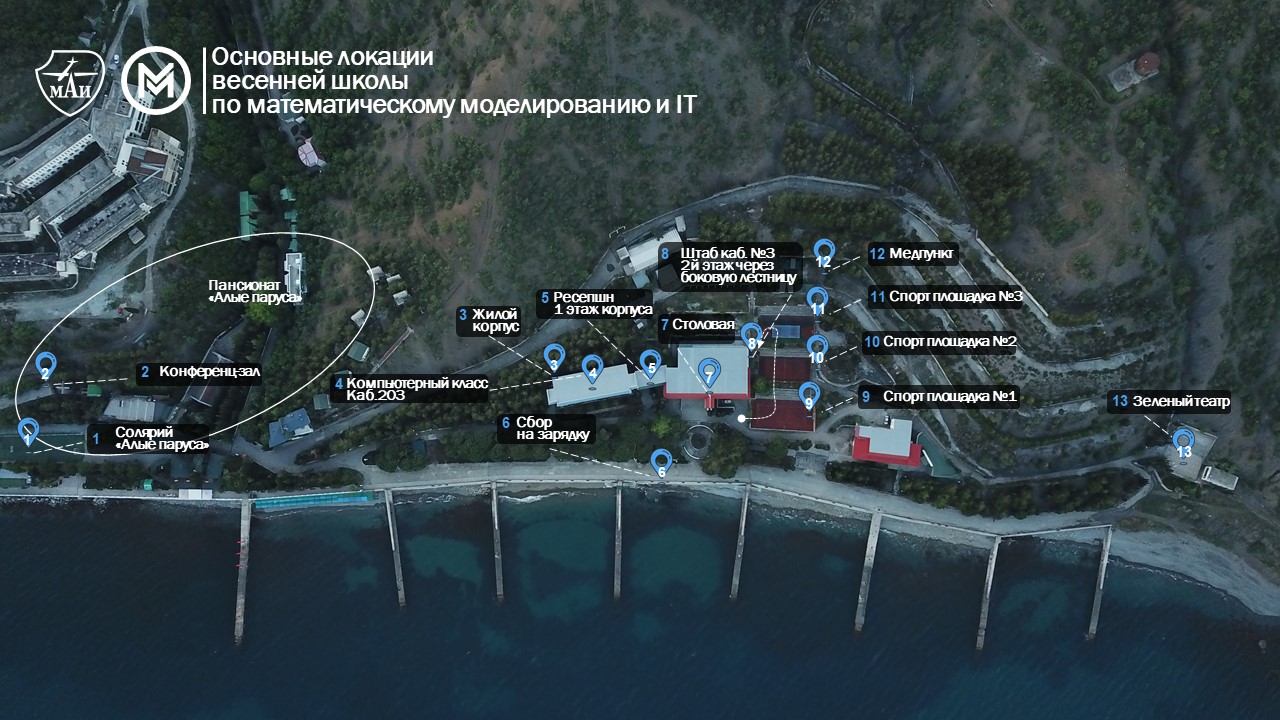 МАИ
М
Основные локации
весенней школы
по математическому моделированию и IT
Пансионат
«Алые паруса»
2 Конференц-зал
2
1 Солярий
«Алые паруса»
1
3 Жилой
корпус
3
4 Компьютерный класс
Каб.203
4
5 Ресепшн
1 этаж корпуса
5
6 Сбор
на зарядку
6
7 Столовая
7
8 Штаб каб. №3
2й этаж через
боковую лестницу
8
12 Медпункт
12
11 Спорт площадка №3
11
10 Спорт площадка №2
10
9 Спорт площадка №1
9
13 Зеленый театр
13